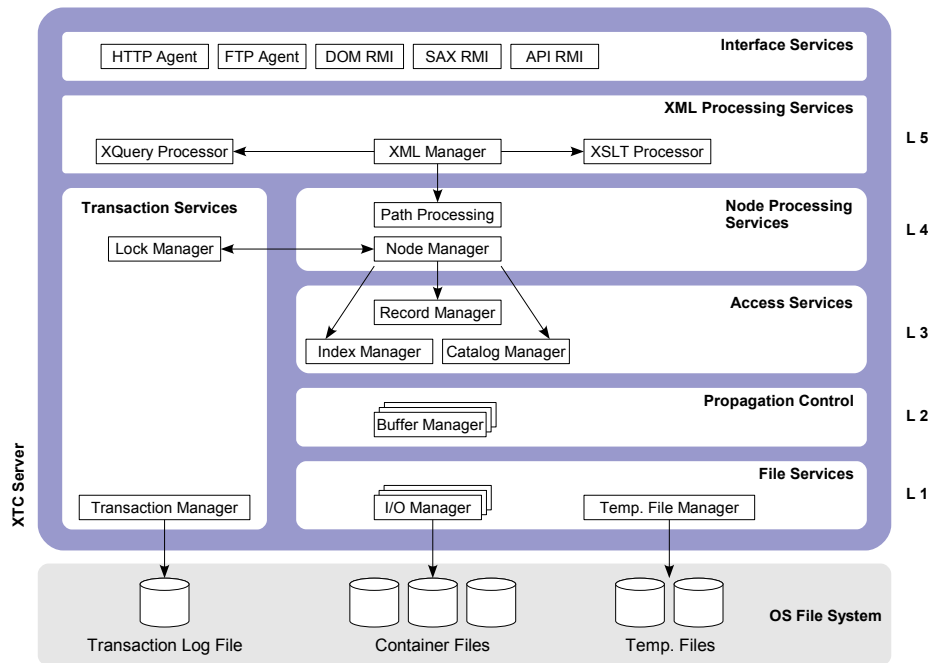 Interface Services
HTTP Agent
FTP Agent
DOM RMI
SAX RMI
API RMI
XML Processing Services
XQuery Processor
XML Manager
XSLT Processor
L 5
Transaction Services
Node Processing
Services
Path Processing
Lock Manager
Node Manager
L 4
Access Services
Record Manager
Index Manager
Catalog Manager
L 3
Propagation Control
Buffer Manager
L 2
File Services
Transaction Manager
I/O Manager
Temp. File Manager
L 1
XTC Server
OS File System
Transaction Log File
Container Files
Temp. Files